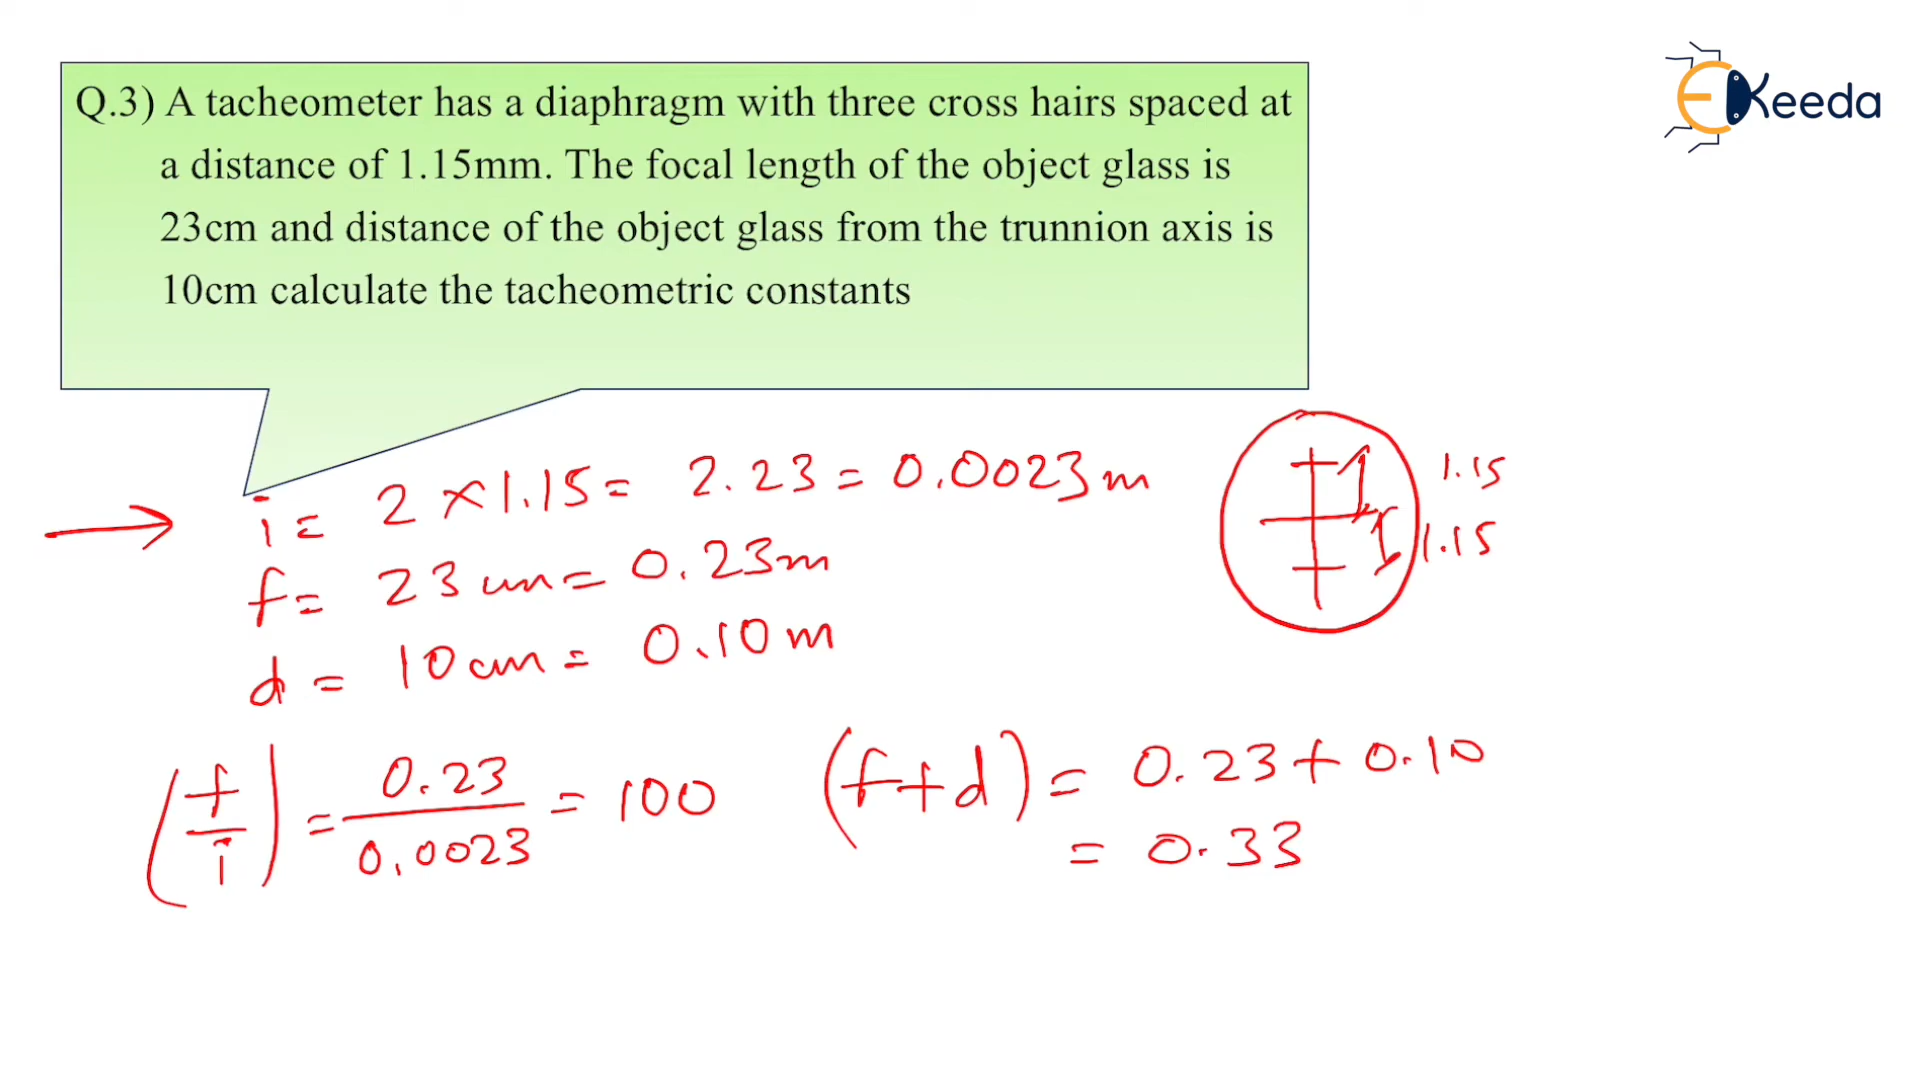 Keeda
Q.3) A tacheometer has a diaphragm with three cross hairs spaced at
a distance of 1.15mm. The focal length of the object glass is
23cm and distance of the object glass from the trunnion axis is
10cm calculate the tacheometric constants
i = 2 × 1.15 = 2.23 = 0.0023 m
1.15
1.15
f = 23 cm = 0.23m
d = 10 cm = 0.10 m
(f/i) = 0.23/0.0023 = 100
(f+d) = 0.23 + 0.10
= 0.33